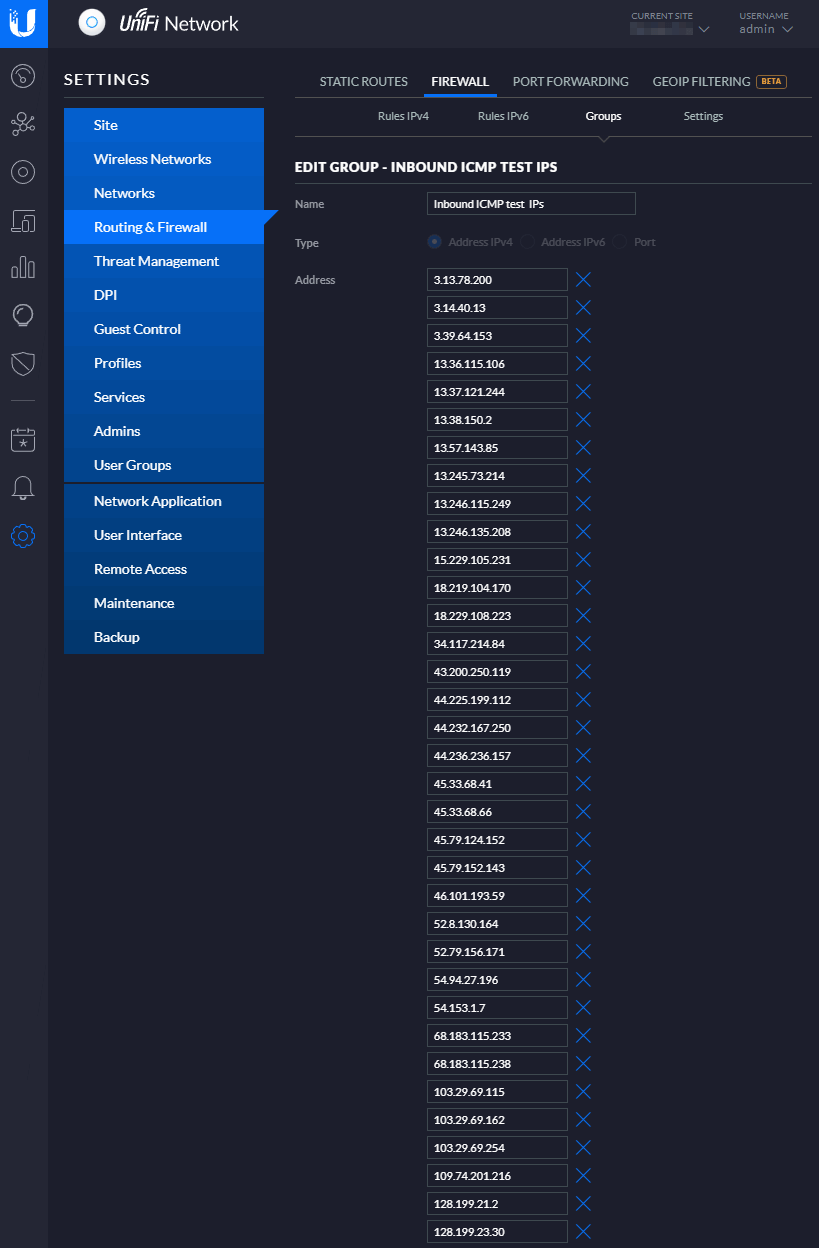 UniFi Network
CURRENT SITE
USERNAME
admin
SETTINGS
Site
Wireless Networks
Networks
Routing & Firewall
Threat Management
DPI
Guest Control
Profiles
Services
Admins
User Groups
Network Application
User Interface
Remote Access
Maintenance
Backup
STATIC ROUTES FIREWALL PORT FORWARDING GEOIP FILTERING BETA
Rules IPv4 Rules IPv6 Groups Settings
EDIT GROUP - INBOUND ICMP TEST IPS
Name Inbound ICMP test IPs
Type Address IPv4 Address IPv6 Port
Address 3.13.78.200
3.14.40.13
3.39.64.153
13.36.115.106
13.37.121.244
13.38.150.2
13.57.143.85
13.245.73.214
13.246.115.249
13.246.135.208
15.229.105.231
18.219.104.170
18.229.108.223
34.117.214.84
43.200.250.119
44.225.199.112
44.232.167.250
44.236.236.157
45.33.68.41
45.33.68.66
45.79.124.152
45.79.152.143
46.101.193.59
52.8.130.164
52.79.156.171
54.94.27.196
54.153.1.7
68.183.115.233
68.183.115.238
103.29.69.115
103.29.69.162
103.29.69.254
109.74.201.216
128.199.21.2
128.199.23.30